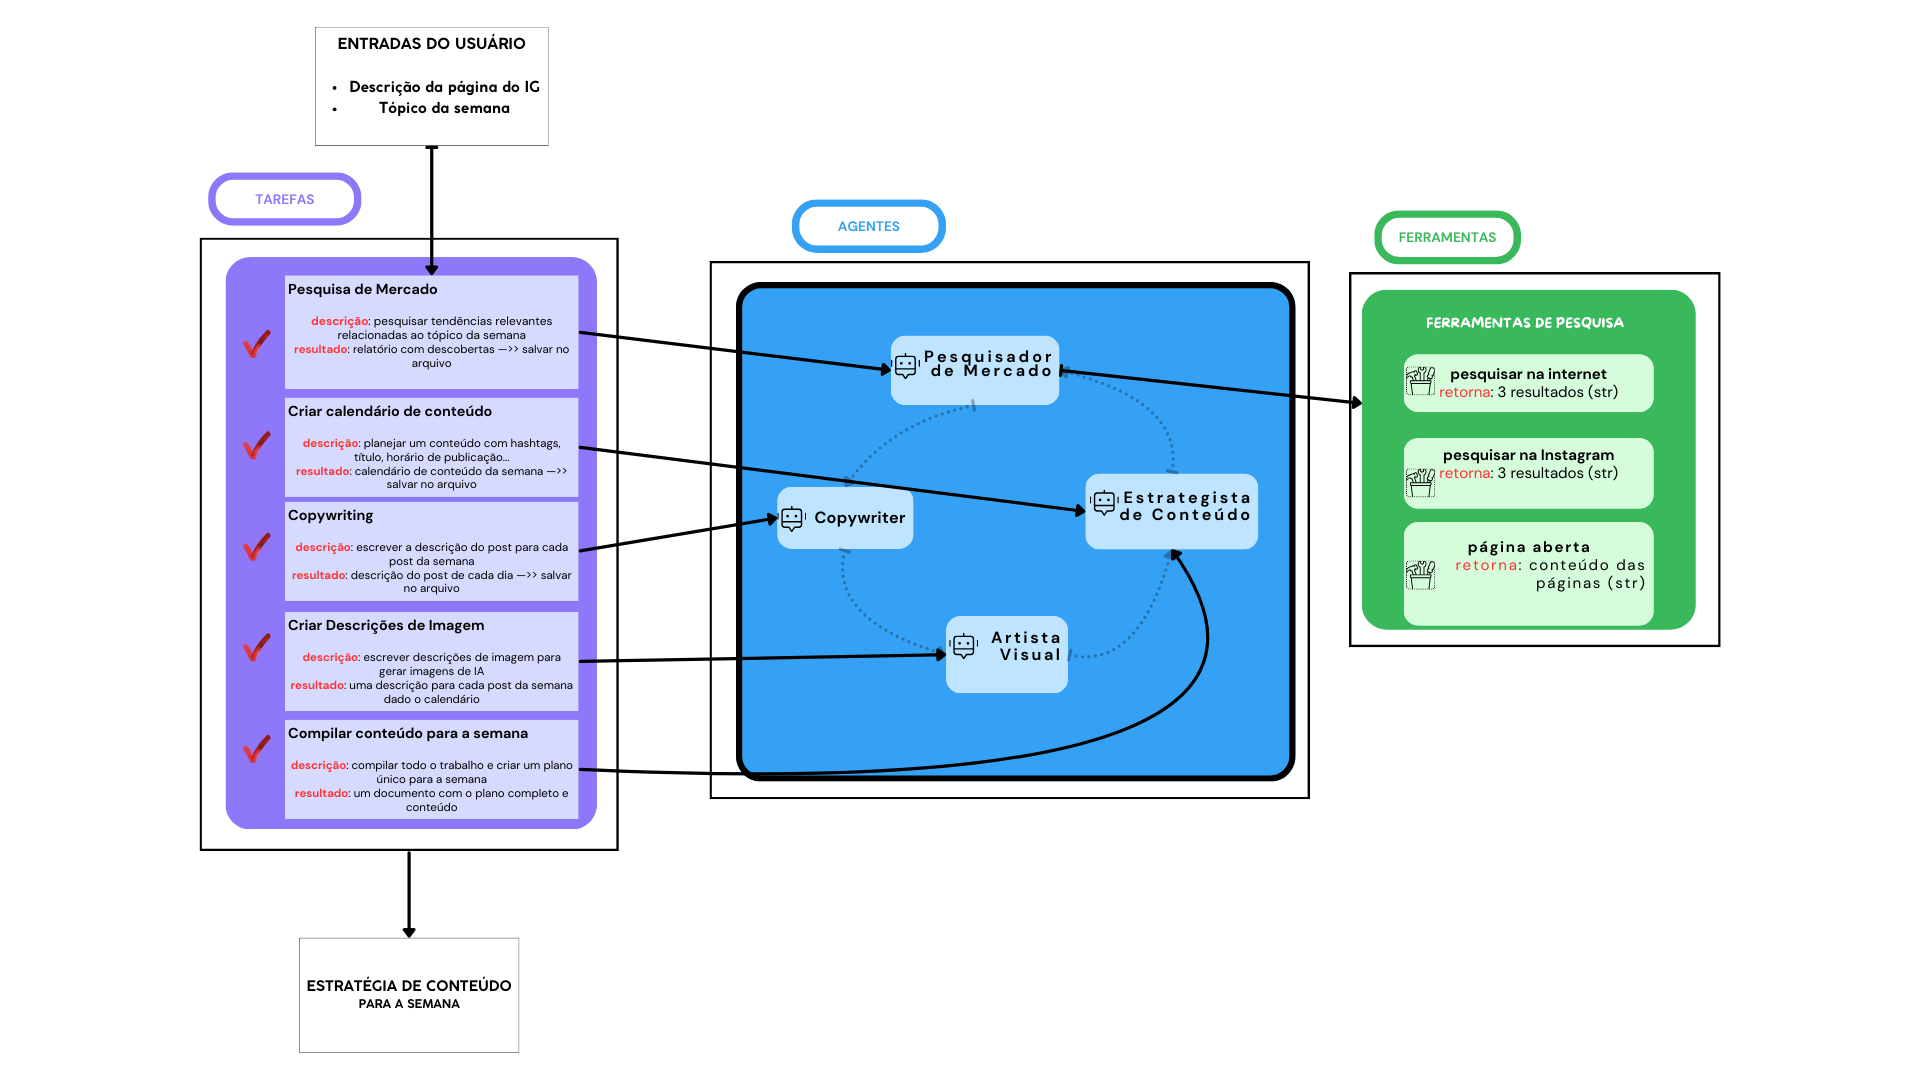 ENTRADAS DO USUÁRIO
• Descrição da página do IG
• Tópico da semana
TAREFAS
Pesquisa de Mercado
descrição: pesquisar tendências relevantes
relacionadas ao tópico da semana
resultado: relatório com descobertas —>> salvar no
arquivo
Criar calendário de conteúdo
descrição: planejar um conteúdo com hashtags,
título, horário de publicação...
resultado: calendário de conteúdo da semana —>>
salvar no arquivo
Copywriting
descrição: escrever a descrição do post para cada
post da semana
resultado: descrição do post de cada dia —>> salvar
no arquivo
Criar Descrições de Imagem
descrição: escrever descrições de imagem para
gerar imagens de IA
resultado: uma descrição para cada post da semana
dado o calendário
Compilar conteúdo para a semana
descrição: compilar todo o trabalho e criar um plano
único para a semana
resultado: um documento com o plano completo e
conteúdo
ESTRATÉGIA DE CONTEÚDO
PARA A SEMANA
AGENTES
Pesquisador
de Mercado
Copywriter
Estrategista
de Conteúdo
Artista
Visual
FERRAMENTAS
FERRAMENTAS DE PESQUISA
pesquisar na internet
retorna: 3 resultados (str)
pesquisar na Instagram
retorna: 3 resultados (str)
página aberta
retorna: conteúdo das
páginas (str)